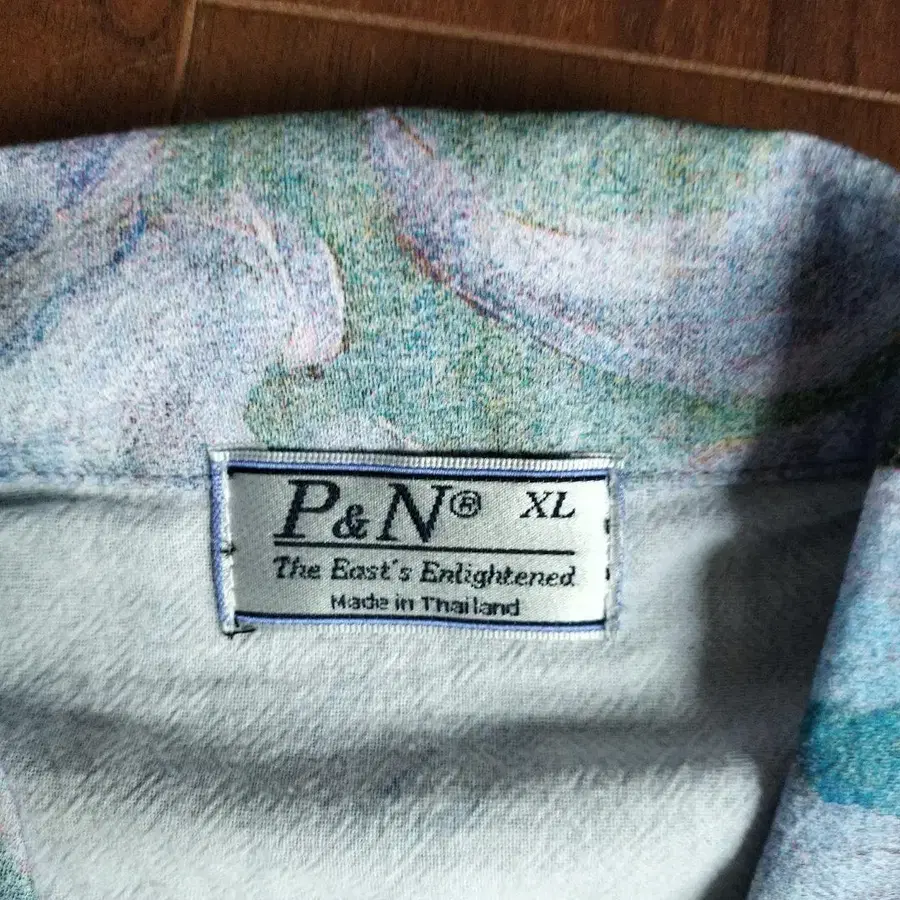 P&N® XL
The East's Enlightened
Made in Thailand